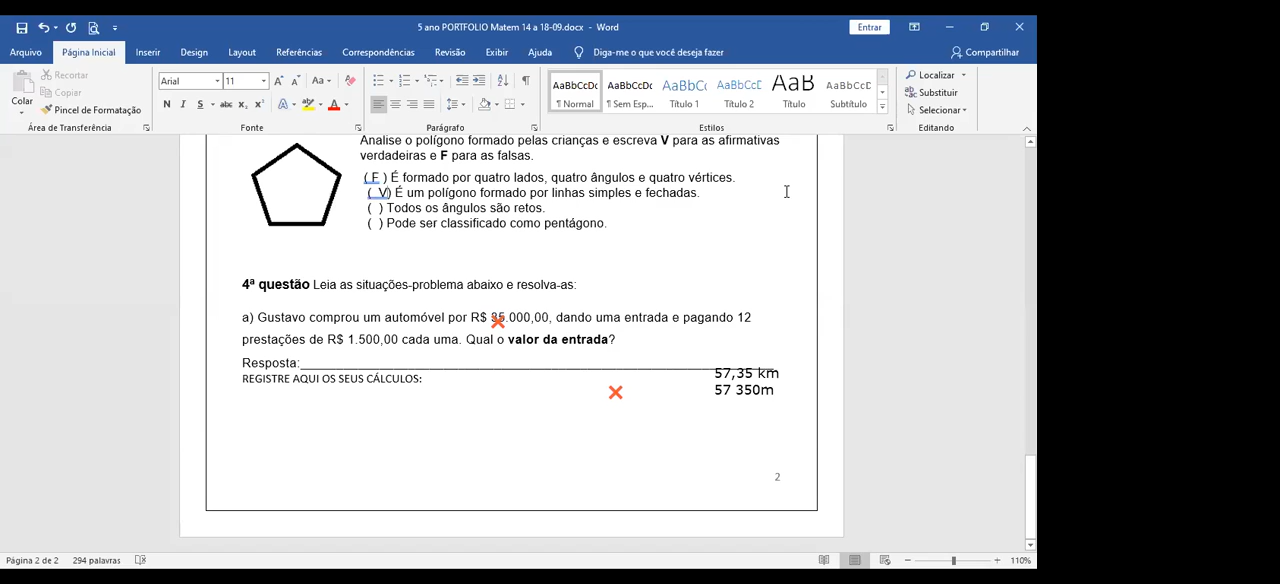 5 ano PORTFOLIO Matem 14 a 18-09.docx - Word
Entrar
Arquivo
Página Inicial
Inserir
Design
Layout
Referências
Correspondências
Revisão
Exibir
Ajuda
Diga-me o que você deseja fazer
Compartilhar
Colar
Recortar
Copiar
Pincel de Formatação
Área de Transferência
Arial
11
N I S abc x₂ x²
Fonte
Parágrafo
AaBbCcDc
¶ Normal
AaBbCcDc
¶ Sem Esp...
AaBbC(
Título 1
AaBbCcC
Título 2
AaB
Título
AaBbCcC
Subtítulo
Estilos
Localizar
Substituir
Selecionar
Editando
Analise o polígono formado pelas crianças e escreva V para as afirmativas
verdadeiras e F para as falsas.
( F ) É formado por quatro lados, quatro ângulos e quatro vértices.
( V) É um polígono formado por linhas simples e fechadas.
( ) Todos os ângulos são retos.
( ) Pode ser classificado como pentágono.
4ª questão Leia as situações-problema abaixo e resolva-as:
a) Gustavo comprou um automóvel por R$ 35.000,00, dando uma entrada e pagando 12
prestações de R$ 1.500,00 cada uma. Qual o valor da entrada?
Resposta:
REGISTRE AQUI OS SEUS CÁLCULOS:
57,35 km
57 350m
2
Página 2 de 2
294 palavras
110%